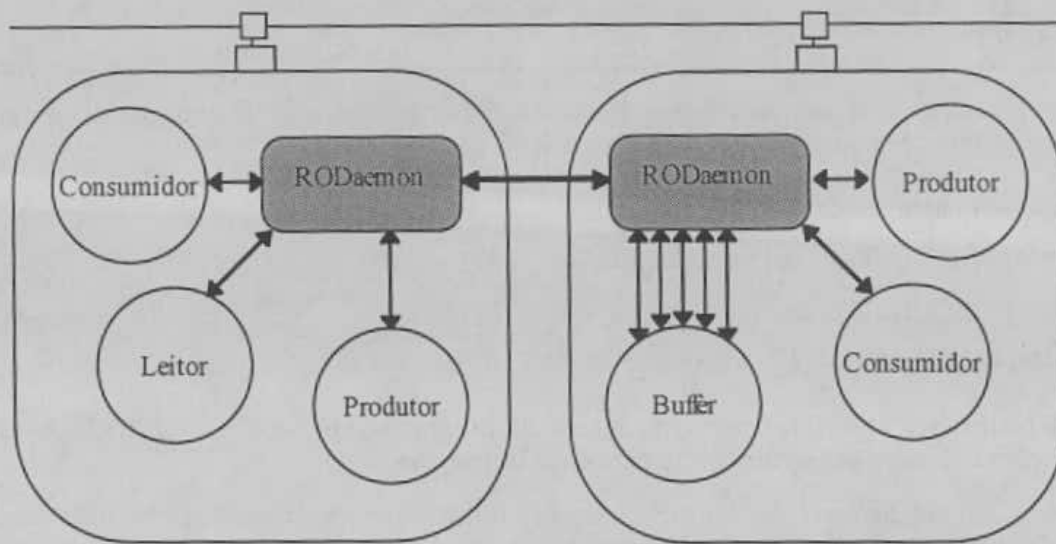 Consumidor
RODaemon
RODaemon
Produtor
Leitor
Produtor
Buffer
Consumidor